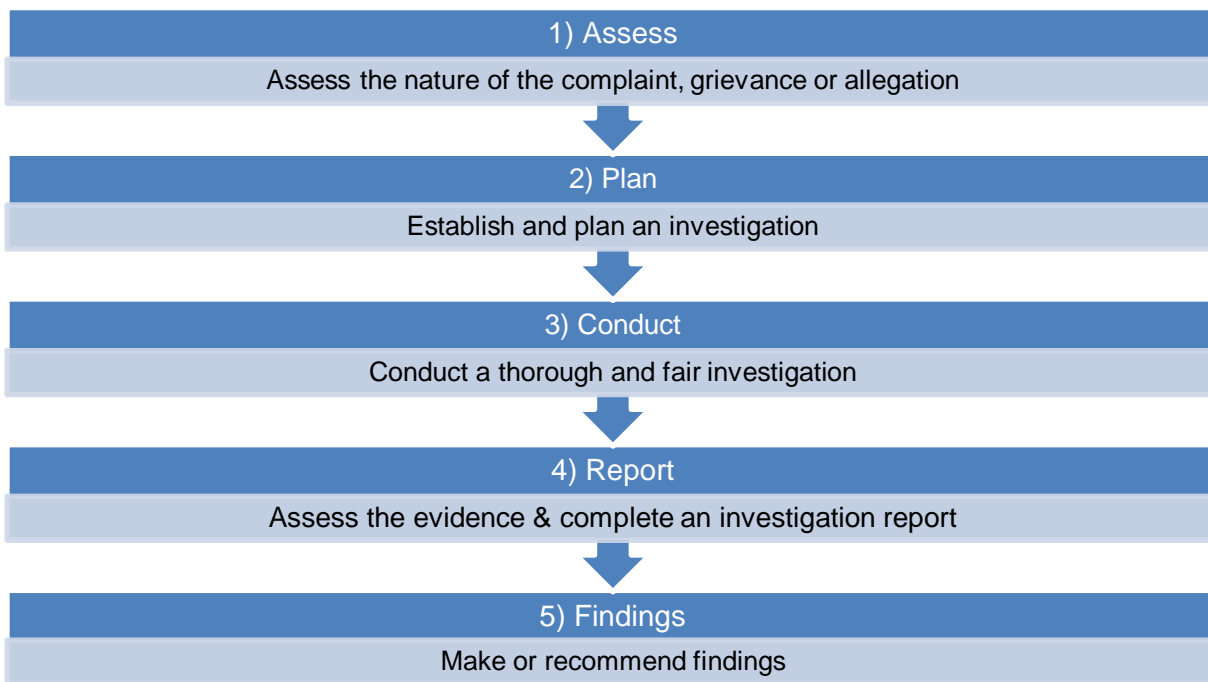 1) Assess
Assess the nature of the complaint, grievance or allegation
2) Plan
Establish and plan an investigation
3) Conduct
Conduct a thorough and fair investigation
4) Report
Assess the evidence & complete an investigation report
5) Findings
Make or recommend findings